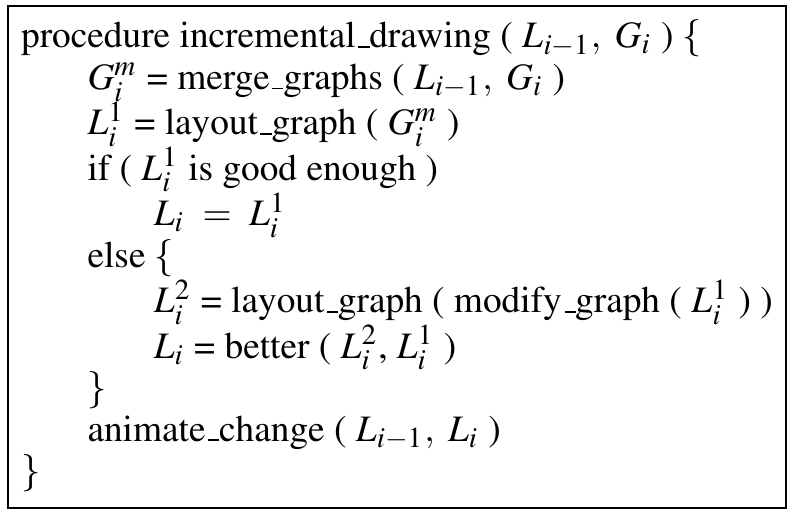 procedure incremental_drawing ( L_{i−1}, G_i ) {
G_i^m = merge_graphs ( L_{i−1}, G_i )
L_i^1 = layout_graph ( G_i^m )
if ( L_i^1 is good enough )
L_i = L_i^1
else {
L_i^2 = layout_graph ( modify_graph ( L_i^1 ) )
L_i = better ( L_i^2, L_i^1 )
}
animate_change ( L_{i−1}, L_i )
}